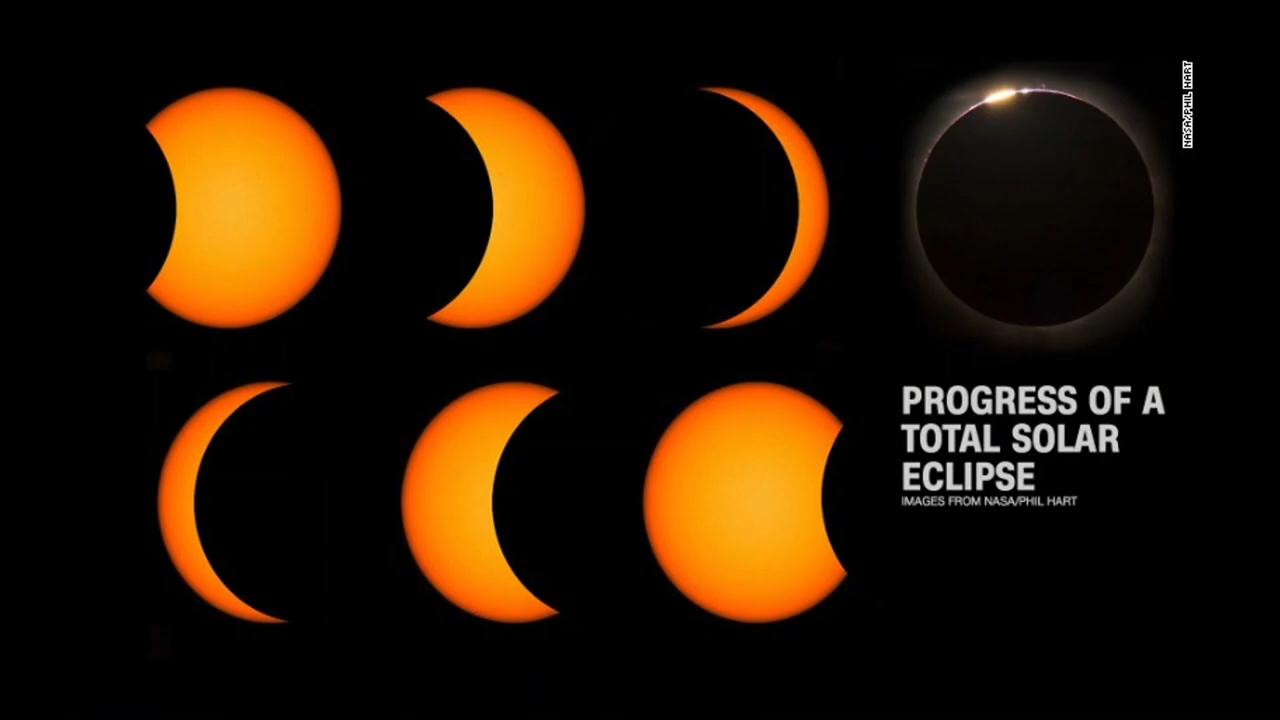 NASA/PHIL HART
PROGRESS OF A
TOTAL SOLAR
ECLIPSE
IMAGES FROM NASA/PHIL HART